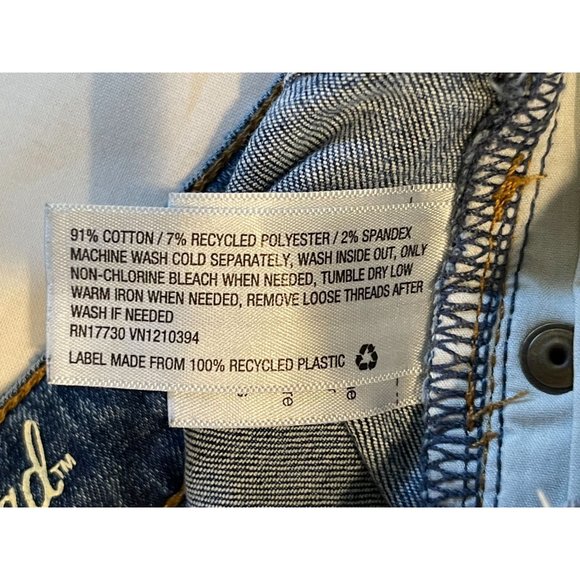 91% COTTON / 7% RECYCLED POLYESTER / 2% SPANDEX
MACHINE WASH COLD SEPARATELY, WASH INSIDE OUT, ONLY
NON-CHLORINE BLEACH WHEN NEEDED, TUMBLE DRY LOW
WARM IRON WHEN NEEDED, REMOVE LOOSE THREADS AFTER
WASH IF NEEDED
RN17730 VN1210394
LABEL MADE FROM 100% RECYCLED PLASTIC